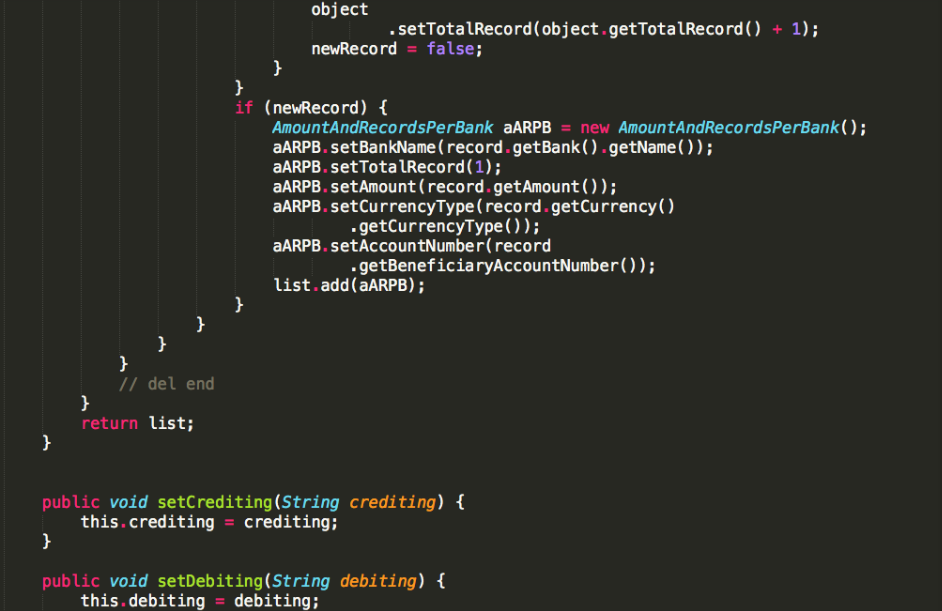 object
.setTotalRecord(object.getTotalRecord() + 1);
newRecord = false;
}
}
if (newRecord) {
AmountAndRecordsPerBank aARPB = new AmountAndRecordsPerBank();
aARPB.setBankName(record.getBank().getName());
aARPB.setTotalRecord(1);
aARPB.setAmount(record.getAmount());
aARPB.setCurrencyType(record.getCurrency()
.getCurrencyType());
aARPB.setAccountNumber(record
.getBeneficiaryAccountNumber());
list.add(aARPB);
}
}
}
}
// del end
}
return list;
}
public void setCrediting(String crediting) {
this.crediting = crediting;
}
public void setDebiting(String debiting) {
this.debiting = debiting;